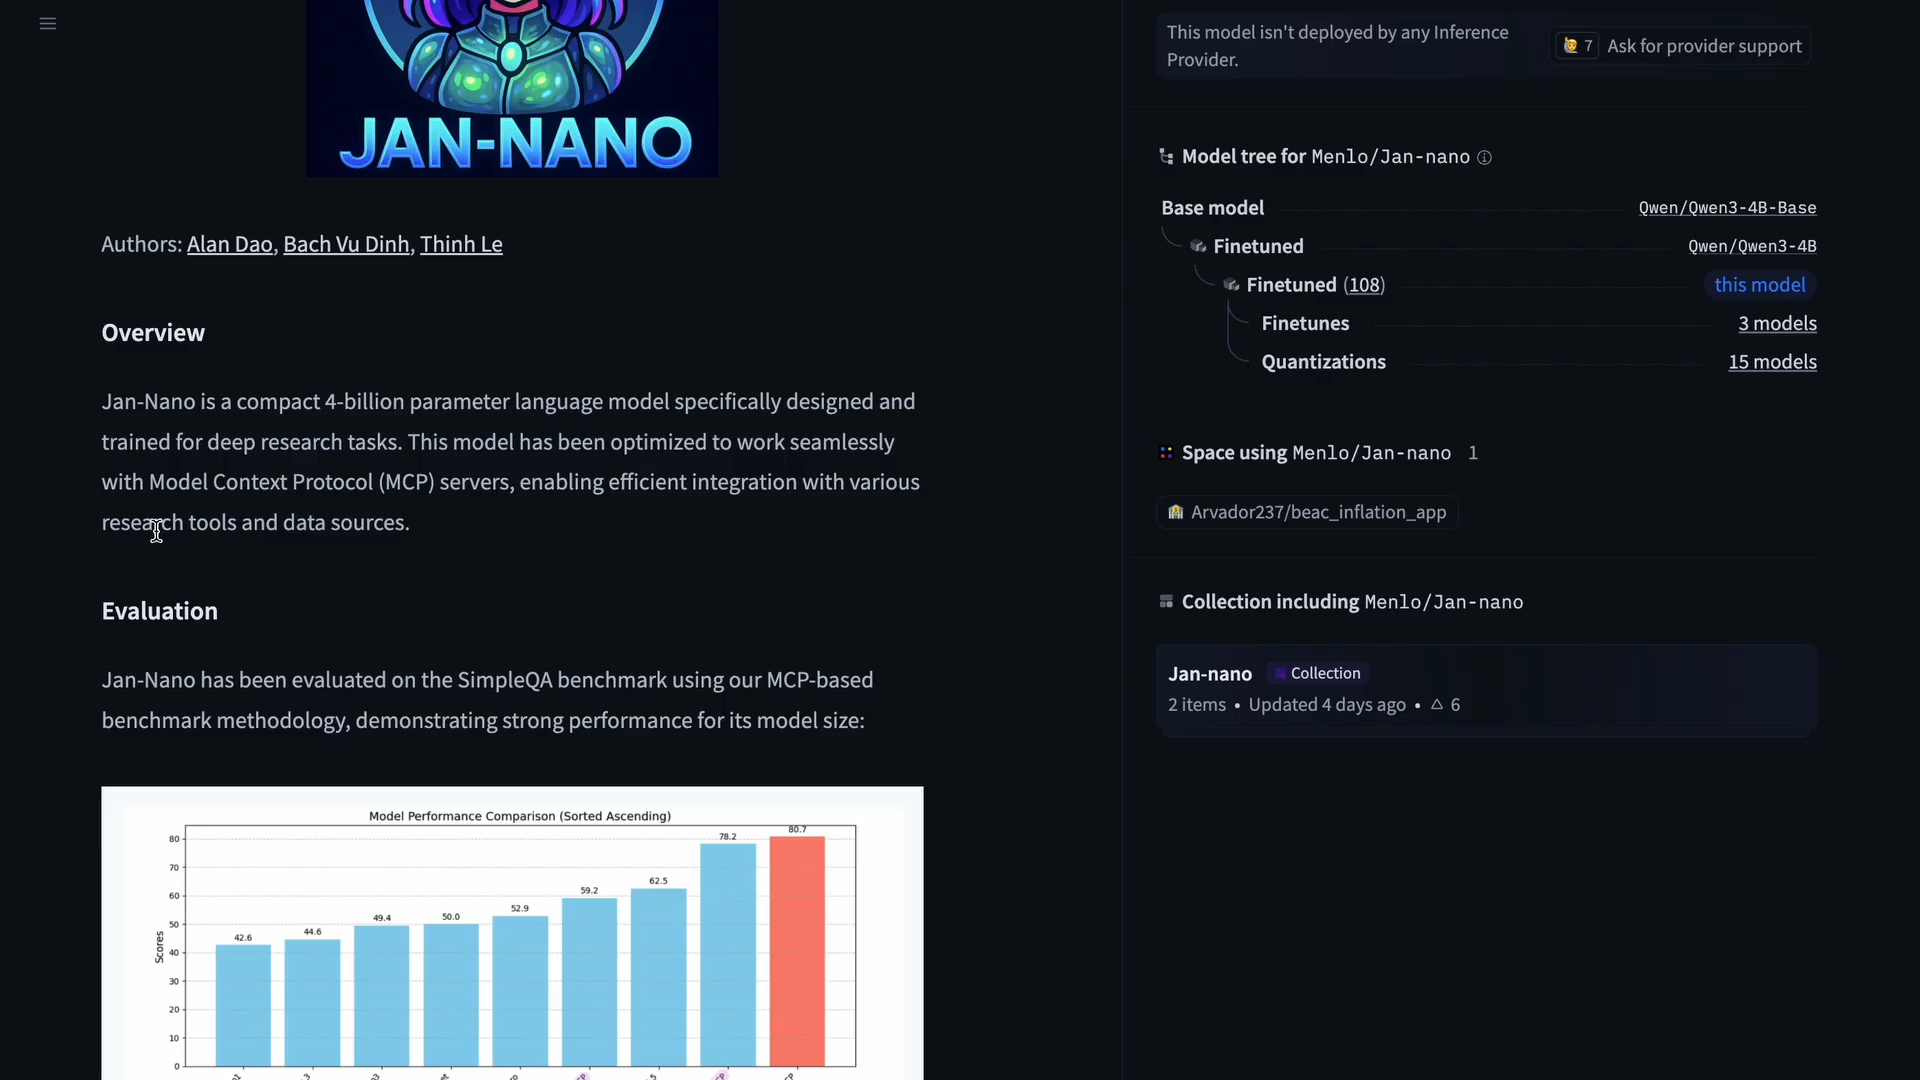 JAN-NANO
Authors: Alan Dao, Bach Vu Dinh, Thinh Le
Overview
Jan-Nano is a compact 4-billion parameter language model specifically designed and
trained for deep research tasks. This model has been optimized to work seamlessly
with Model Context Protocol (MCP) servers, enabling efficient integration with various
research tools and data sources.
Evaluation
Jan-Nano has been evaluated on the SimpleQA benchmark using our MCP-based
benchmark methodology, demonstrating strong performance for its model size:
Model Performance Comparison (Sorted Ascending)
Scores
80
70
60
50
40
30
20
10
0
42.6
44.6
49.4
50.0
52.9
59.2
62.5
78.2
80.7
This model isn't deployed by any Inference
Provider.
7 Ask for provider support
Model tree for Menlo/Jan-nano
Base model Qwen/Qwen3-4B-Base
Finetuned Qwen/Qwen3-4B
Finetuned (108) this model
Finetunes 3 models
Quantizations 15 models
Space using Menlo/Jan-nano 1
Arvador237/beac_inflation_app
Collection including Menlo/Jan-nano
Jan-nano Collection
2 items • Updated 4 days ago • 6